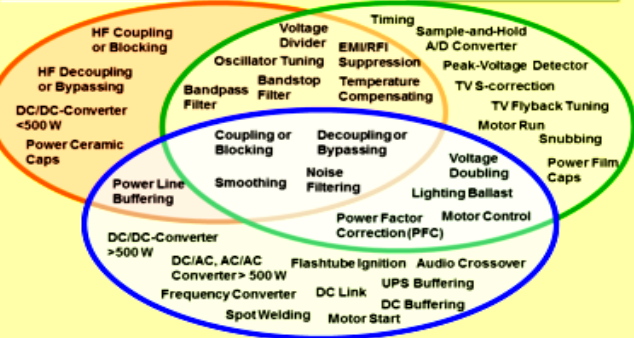 HF Coupling
or Blocking
HF Decoupling
or Bypassing
DC/DC-Converter
<500 W
Power Ceramic
Caps
Voltage
Divider
Oscillator Tuning
EMI/RFI
Suppression
Bandpass
Filter
Bandstop
Filter
Temperature
Compensating
Timing
Sample-and-Hold
A/D Converter
Peak-Voltage Detector
TV S-correction
TV Flyback Tuning
Motor Run
Snubbing
Power Film
Caps
Coupling or
Blocking
Decoupling or
Bypassing
Smoothing
Noise
Filtering
Power Line
Buffering
Voltage
Doubling
Lighting Ballast
Power Factor
Correction (PFC)
Motor Control
DC/DC-Converter
>500 W
DC/AC, AC/AC
Converter > 500 W
Flashtube Ignition
Audio Crossover
Frequency Converter
DC Link
UPS Buffering
DC Buffering
Spot Welding
Motor Start